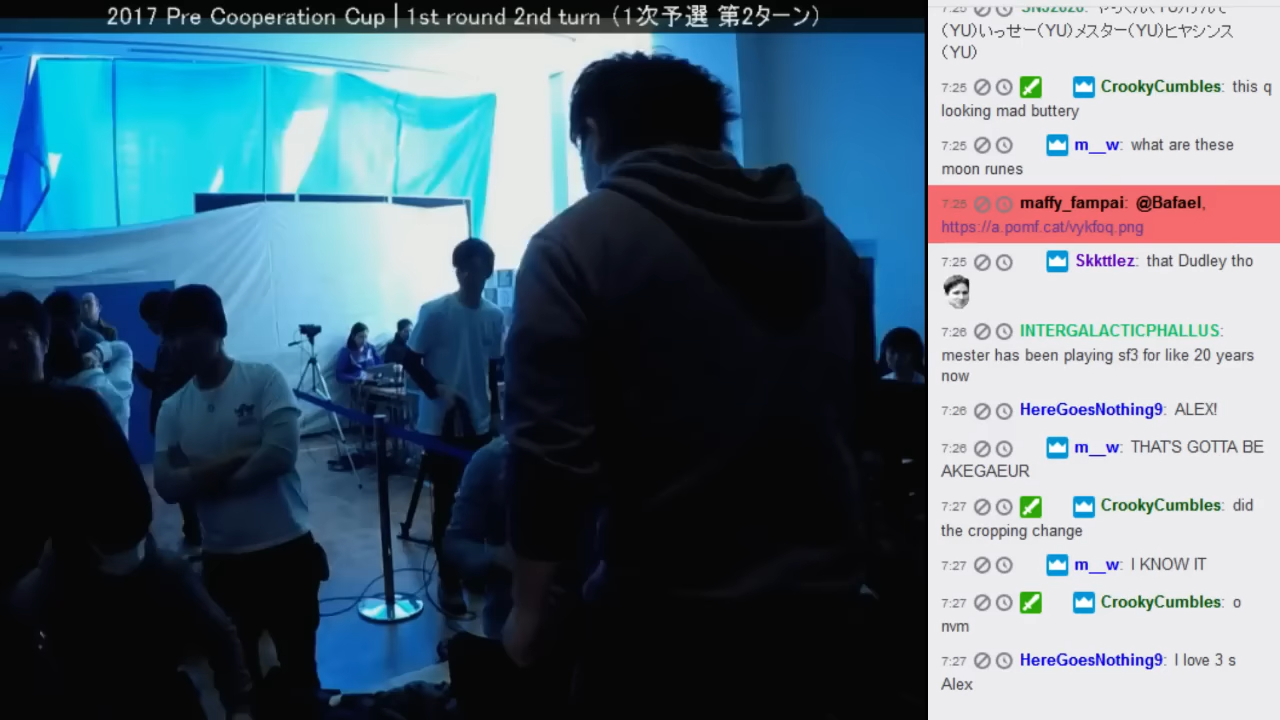 2017 Pre Cooperation Cup | 1st round 2nd turn (1次予選 第2ターン)
(YU)いっせー(YU)メスター(YU)ヒヤシンス
(YU)
7:25 CrookyCumbles: this q
looking mad buttery
7:25 m__w: what are these
moon runes
7:25 maffy_fampai: @Bafael,
https://a.pomf.cat/vykfoq.png
7:25 Skkttlez: that Dudley tho
7:26 INTERGALACTICPHALLUS:
mester has been playing sf3 for like 20 years
now
7:26 HereGoesNothing9: ALEX!
7:26 m__w: THAT'S GOTTA BE
AKEGAEUR
7:27 CrookyCumbles: did
the cropping change
7:27 m__w: I KNOW IT
7:27 CrookyCumbles: o
nvm
7:27 HereGoesNothing9: I love 3 s
Alex